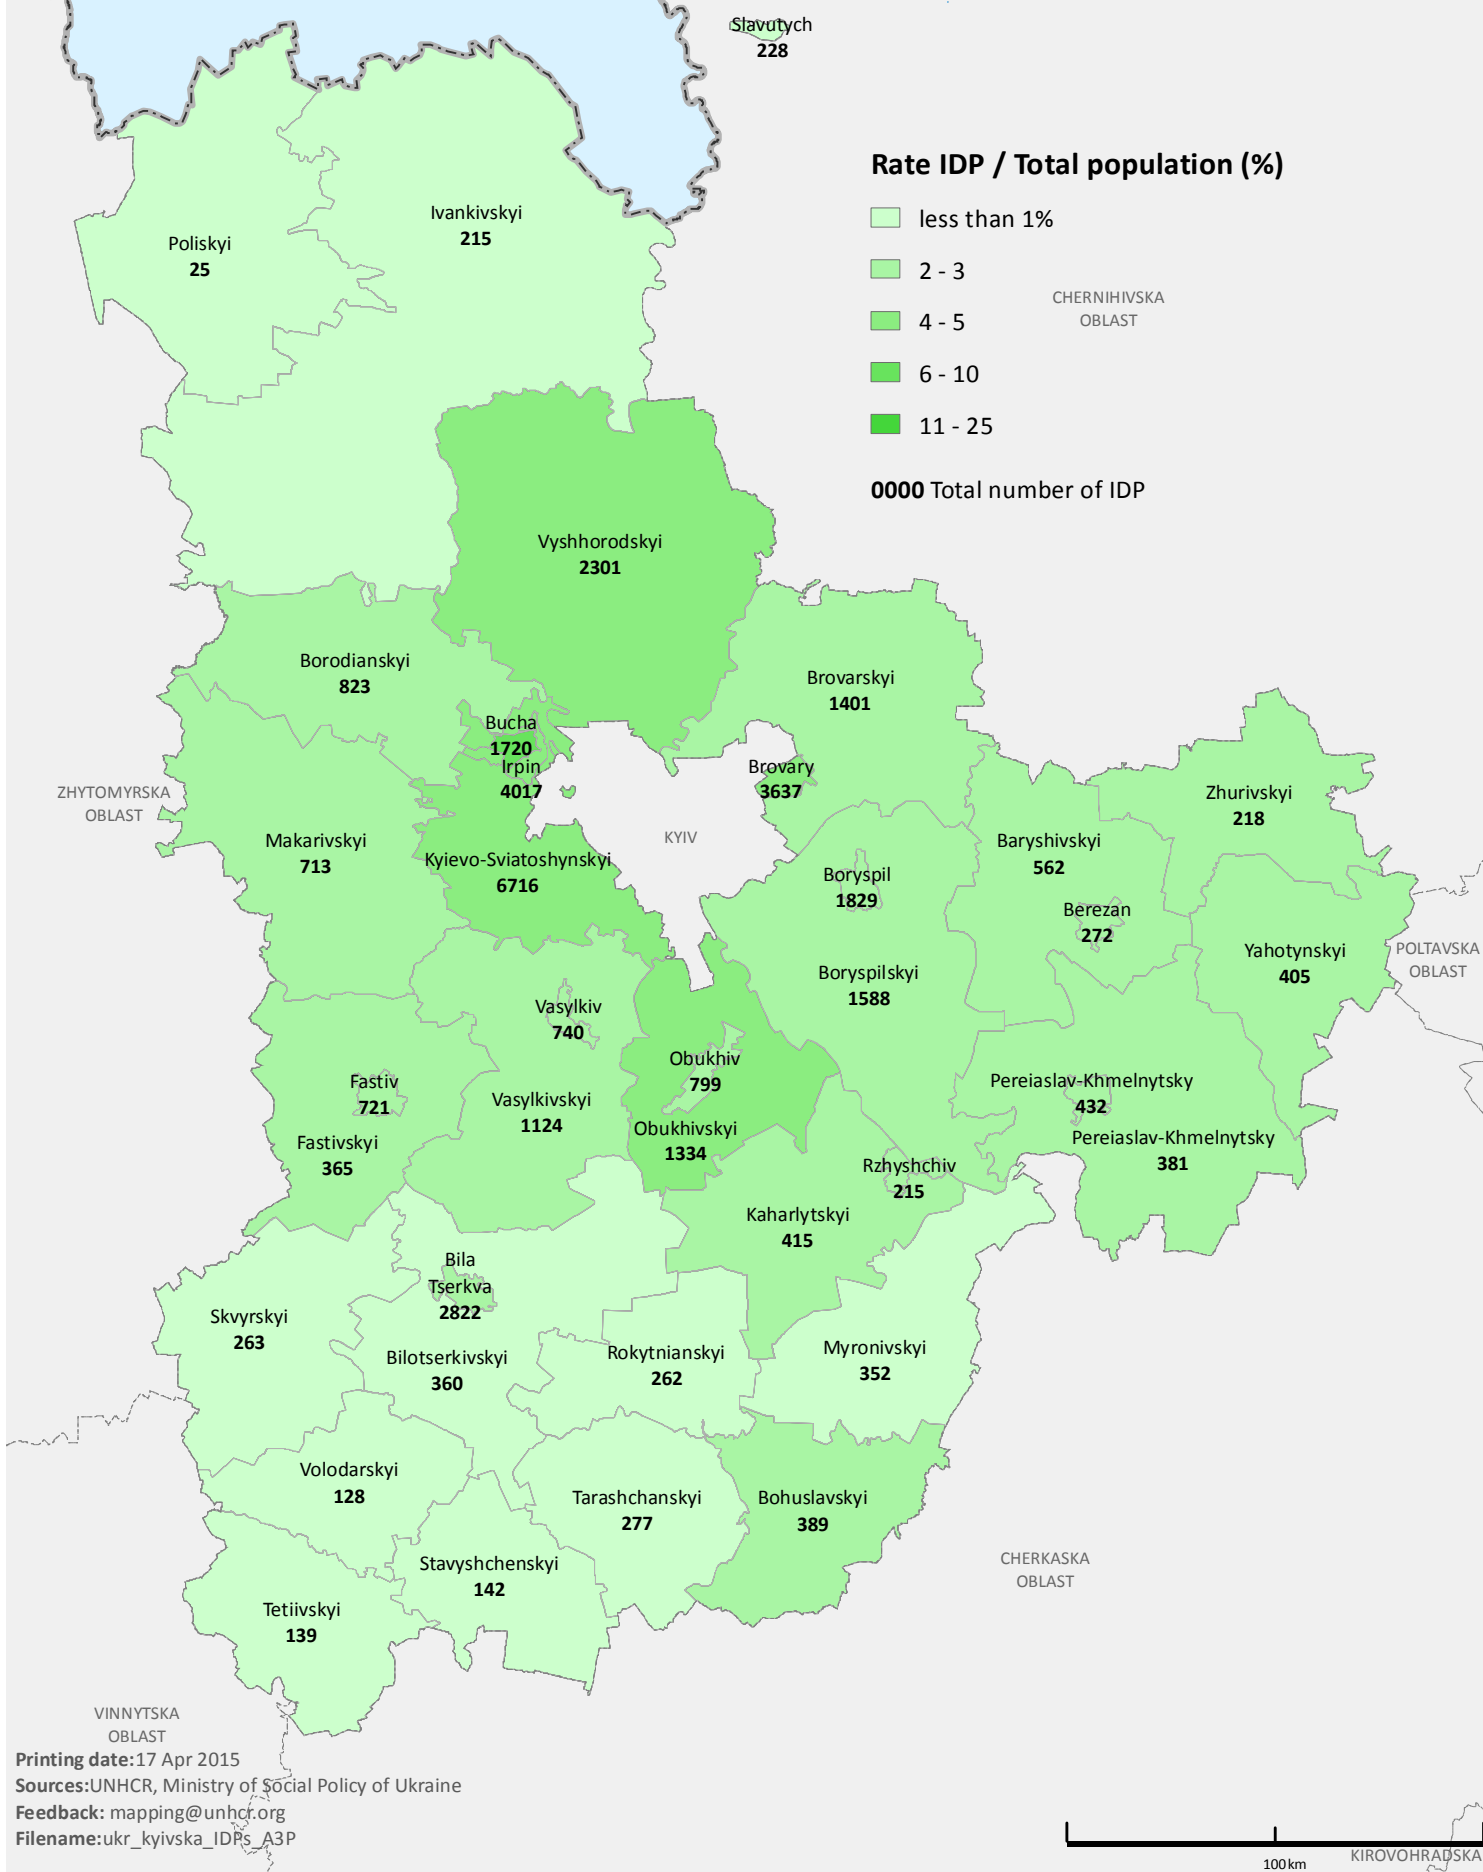 Slavutych
228
Rate IDP / Total population (%)
less than 1%
2 - 3
4 - 5
6 - 10
11 - 25
0000 Total number of IDP
CHERNIHIVSKA
OBLAST
Ivankivskyi
215
Poliskyi
25
Vyshhorodskyi
2301
Borodianskyi
823
Brovarskyi
1401
Bucha
1720
Irpin
4017
Brovary
3637
ZHYTOMYRSKA
OBLAST
Zhurivskyi
218
KYIV
Makarivskyi
713
Kyievo-Sviatoshynskyi
6716
Baryshivskyi
562
Boryspil
1829
Berezan
272
Yahotynskyi
405
POLTAVSKA
OBLAST
Boryspilskyi
1588
Vasylkiv
740
Obukhiv
799
Fastiv
721
Pereiaslav-Khmelnytsky
432
Vasylkivskyi
1124
Obukhivskyi
1334
Fastivskyi
365
Pereiaslav-Khmelnytsky
381
Rzhyshchiv
215
Kaharlytskyi
415
Bila
Tserkva
2822
Skvyrskyi
263
Bilotserkivskyi
360
Rokytnianskyi
262
Myronivskyi
352
Volodarskyi
128
Tarashchanskyi
277
Bohuslavskyi
389
Stavyshchenskyi
142
CHERKASKA
OBLAST
Tetiivskyi
139
VINNYTSKA
OBLAST
Printing date:17 Apr 2015
Sources:UNHCR, Ministry of Social Policy of Ukraine
Feedback: mapping@unhcr.org
Filename:ukr_kyivska_IDPs_A3P
100km
KIROVOHRADSKA